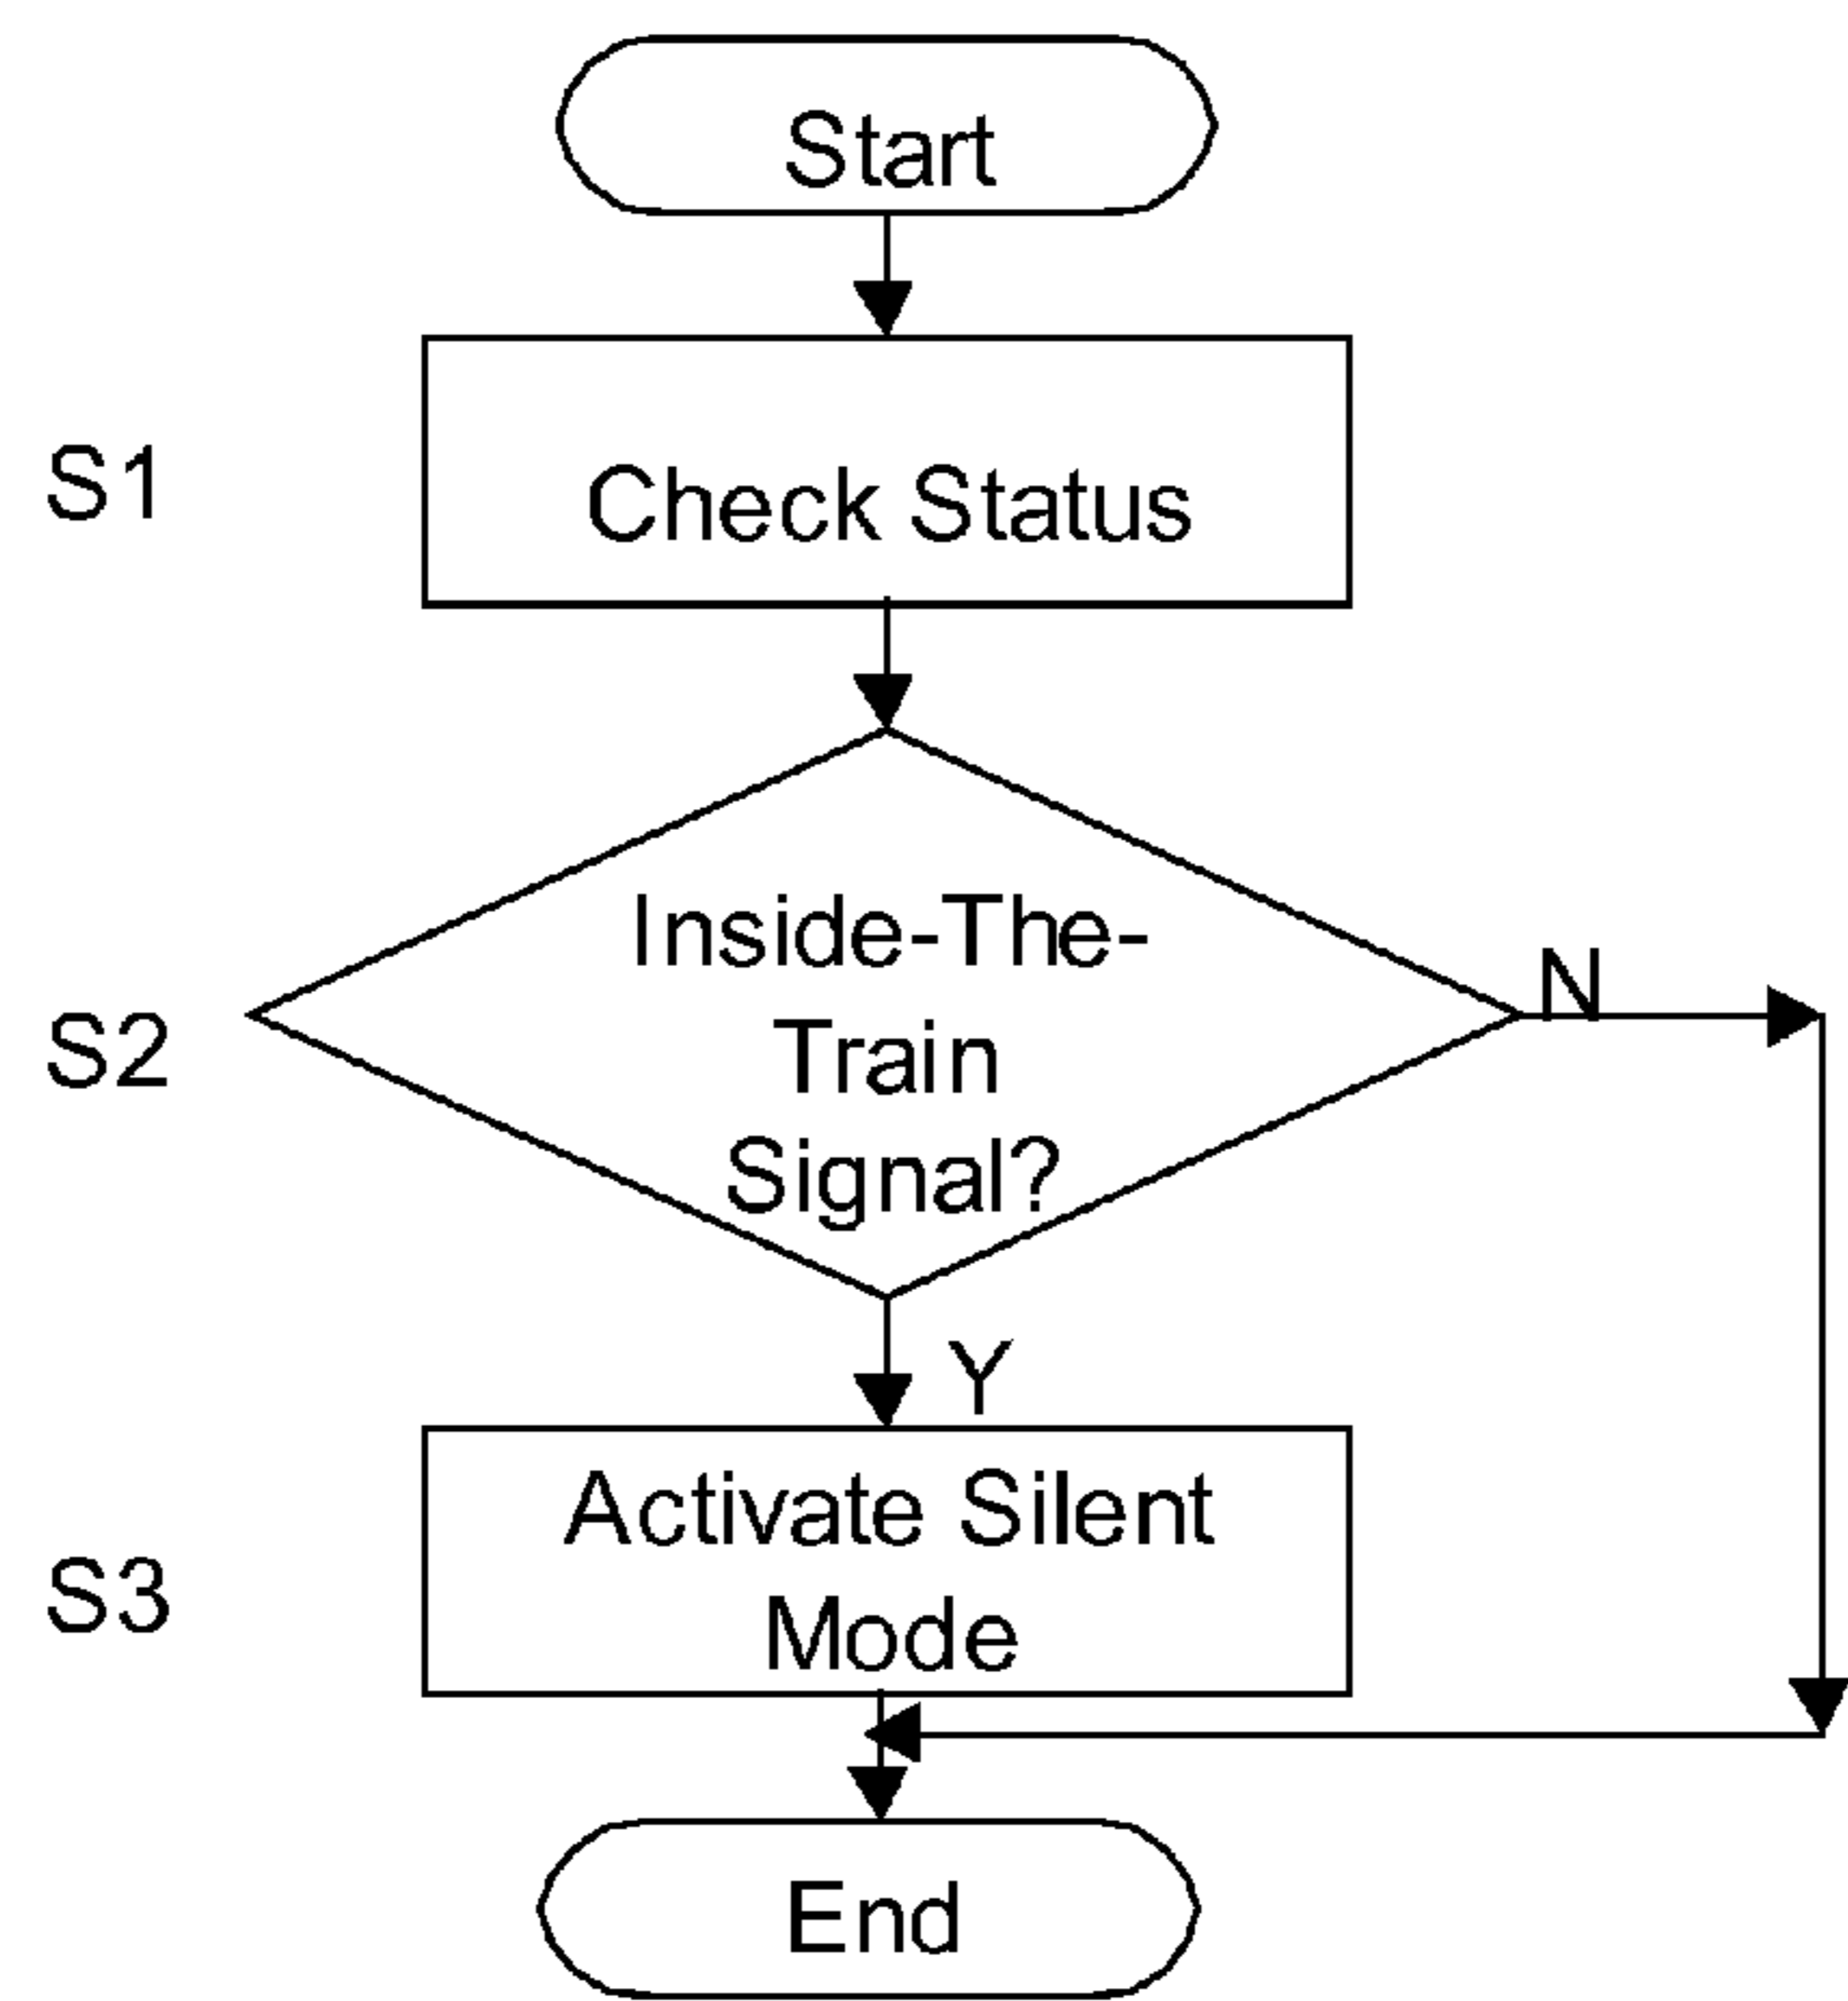 Start
S1
Check Status
Inside-The-
N
S2
Train
Signal?
Y
Activate Silent
S3
Mode
End